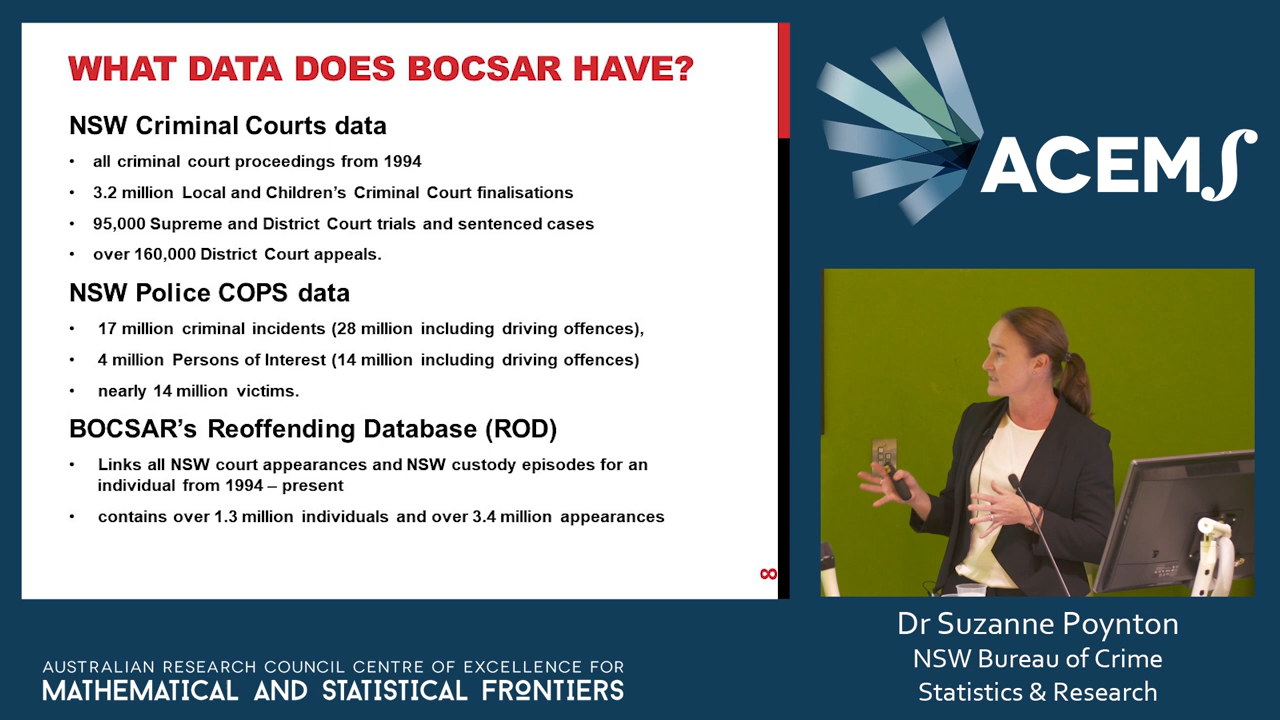 WHAT DATA DOES BOCSAR HAVE?
NSW Criminal Courts data
• all criminal court proceedings from 1994
• 3.2 million Local and Children’s Criminal Court finalisations
• 95,000 Supreme and District Court trials and sentenced cases
• over 160,000 District Court appeals.
NSW Police COPS data
• 17 million criminal incidents (28 million including driving offences),
• 4 million Persons of Interest (14 million including driving offences)
• nearly 14 million victims.
BOCSAR’s Reoffending Database (ROD)
• Links all NSW court appearances and NSW custody episodes for an
individual from 1994 – present
• contains over 1.3 million individuals and over 3.4 million appearances
8
ACEMS
Dr Suzanne Poynton
NSW Bureau of Crime
Statistics & Research
AUSTRALIAN RESEARCH COUNCIL CENTRE OF EXCELLENCE FOR
MATHEMATICAL AND STATISTICAL FRONTIERS